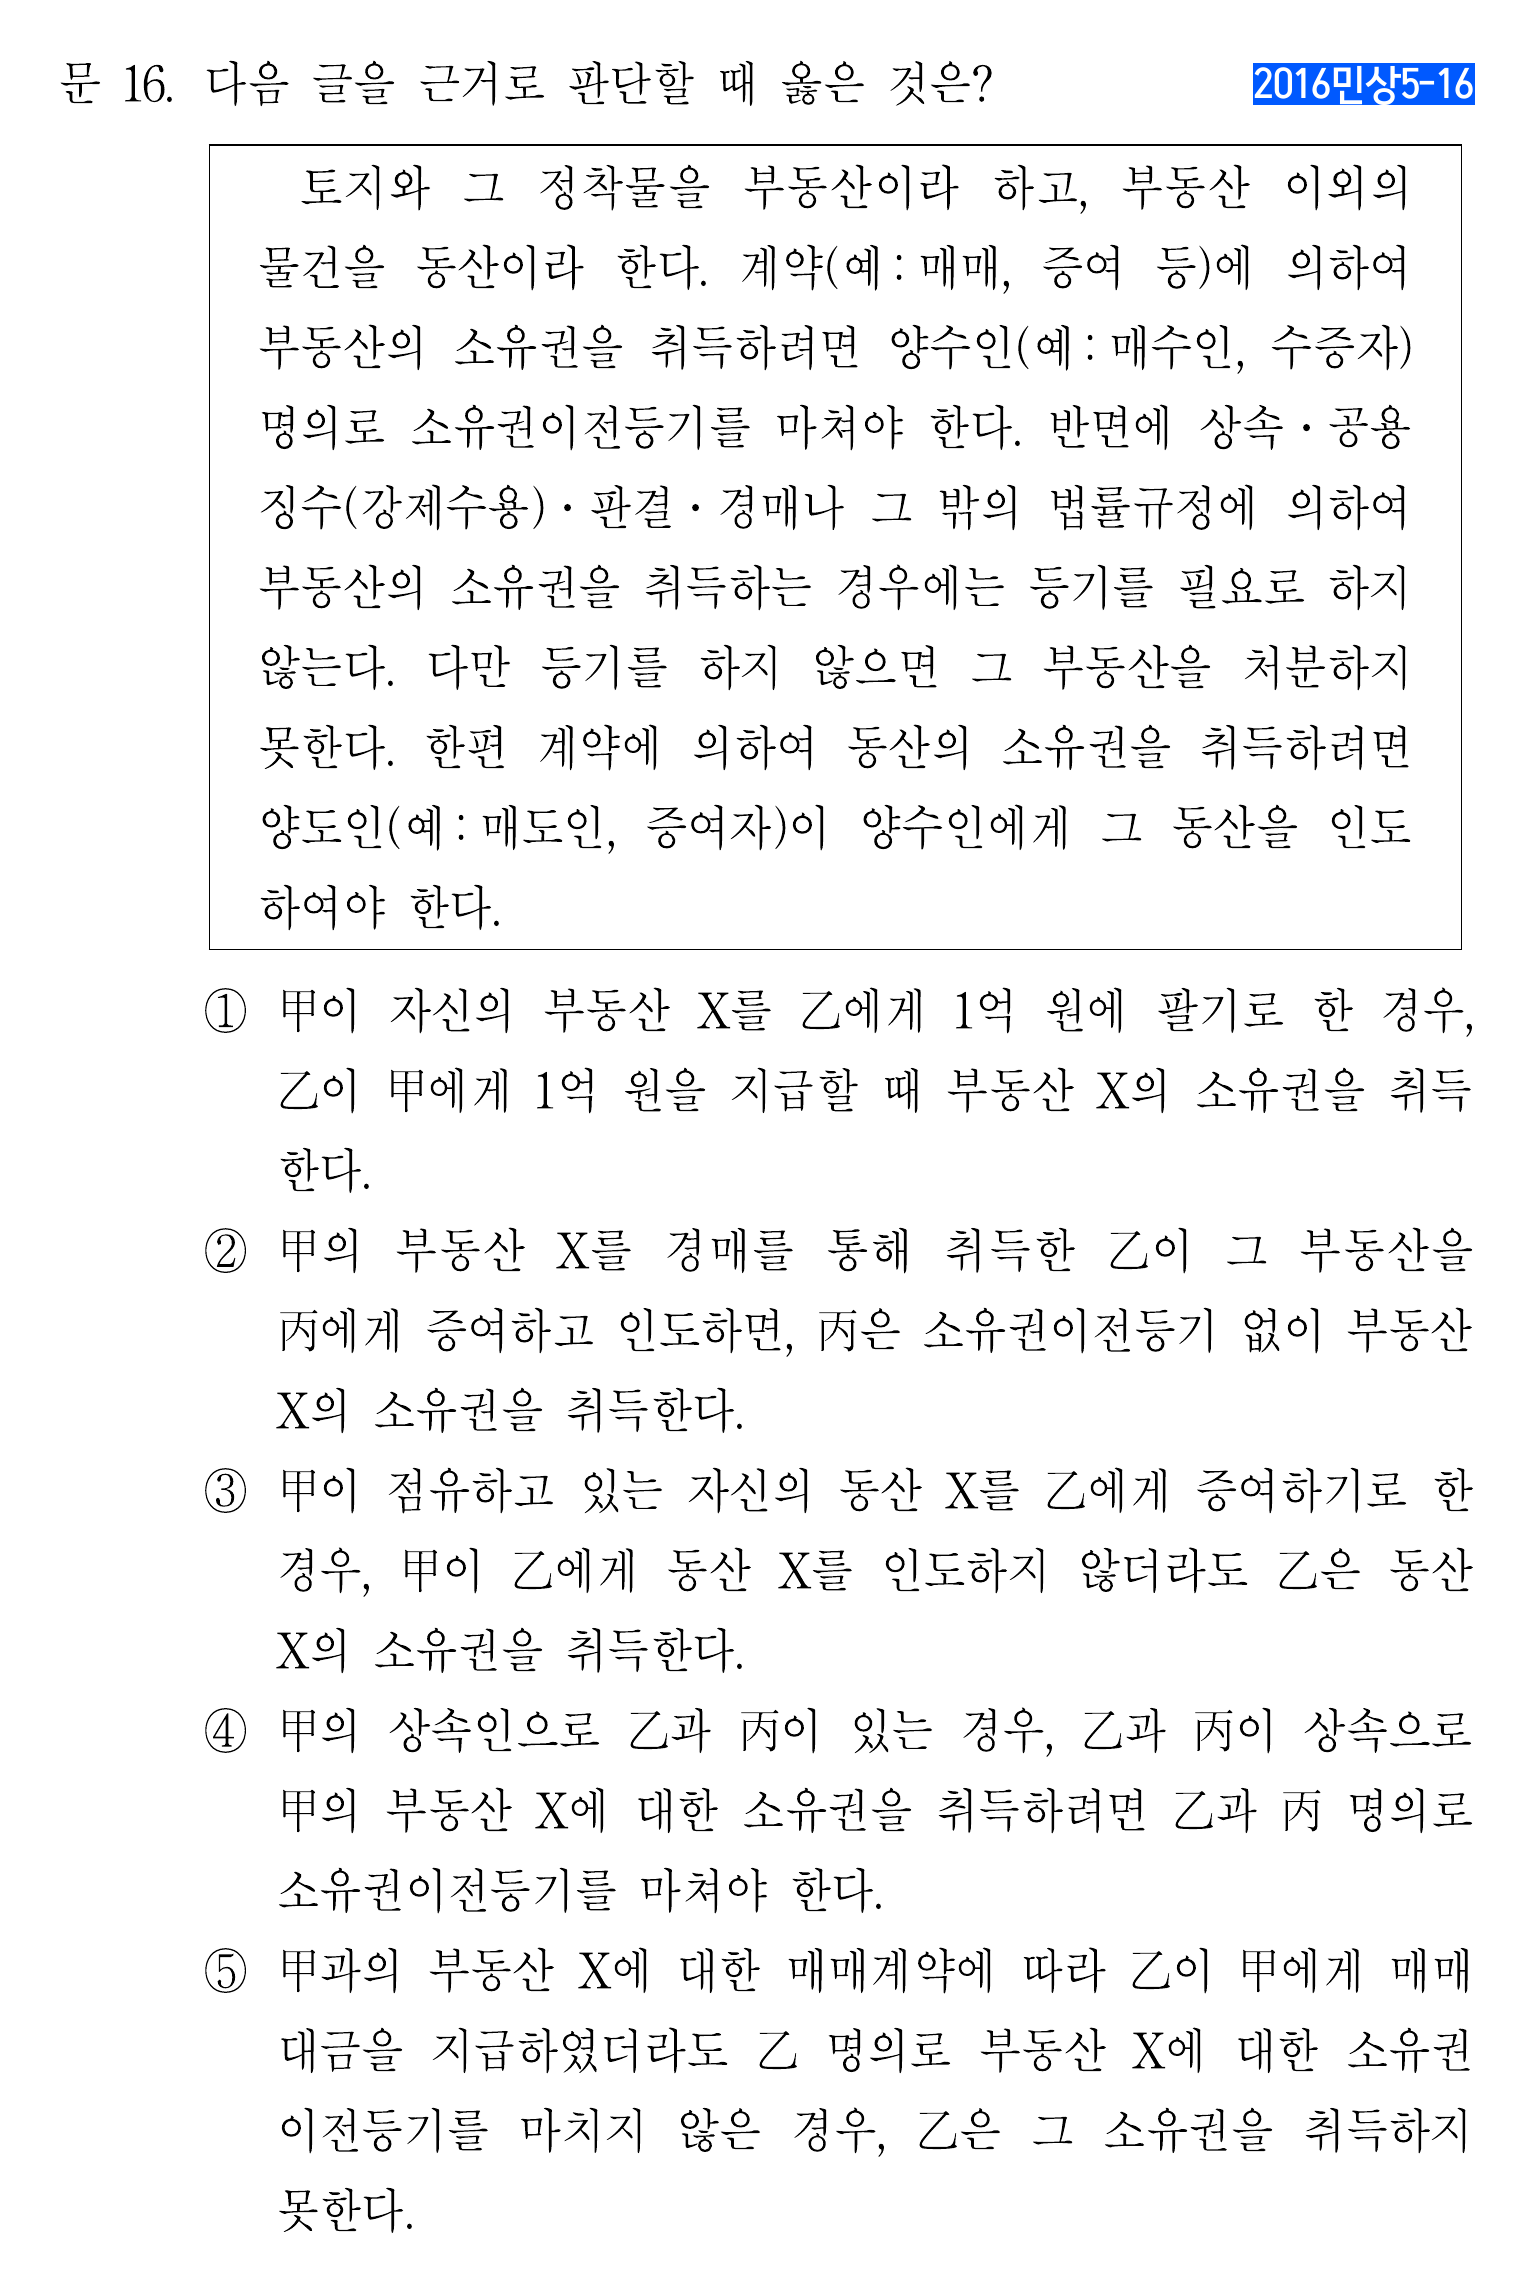 문 16. 다음 글을 근거로 판단할 때 옳은 것은?
2016민상5-16
토지와 그 정착물을 부동산이라 하고, 부동산 이외의
물건을 동산이라 한다. 계약(예: 매매, 증여 등)에 의하여
부동산의 소유권을 취득하려면 양수인(예: 매수인, 수증자)
명의로 소유권이전등기를 마쳐야 한다. 반면에 상속·공용
징수(강제수용)·판결·경매나 그 밖의 법률규정에 의하여
부동산의 소유권을 취득하는 경우에는 등기를 필요로 하지
않는다. 다만 등기를 하지 않으면 그 부동산을 처분하지
못한다. 한편 계약에 의하여 동산의 소유권을 취득하려면
양도인(예: 매도인, 증여자)이 양수인에게 그 동산을 인도
하여야 한다.
① 甲이 자신의 부동산 X를 乙에게 1억 원에 팔기로 한 경우,
乙이 甲에게 1억 원을 지급할 때 부동산 X의 소유권을 취득
한다.
② 甲의 부동산 X를 경매를 통해 취득한 乙이 그 부동산을
丙에게 증여하고 인도하면, 丙은 소유권이전등기 없이 부동산
X의 소유권을 취득한다.
③ 甲이 점유하고 있는 자신의 동산 X를 乙에게 증여하기로 한
경우, 甲이 乙에게 동산 X를 인도하지 않더라도 乙은 동산
X의 소유권을 취득한다.
④ 甲의 상속인으로 乙과 丙이 있는 경우, 乙과 丙이 상속으로
甲의 부동산 X에 대한 소유권을 취득하려면 乙과 丙 명의로
소유권이전등기를 마쳐야 한다.
⑤ 甲과의 부동산 X에 대한 매매계약에 따라 乙이 甲에게 매매
대금을 지급하였더라도 乙 명의로 부동산 X에 대한 소유권
이전등기를 마치지 않은 경우, 乙은 그 소유권을 취득하지
못한다.